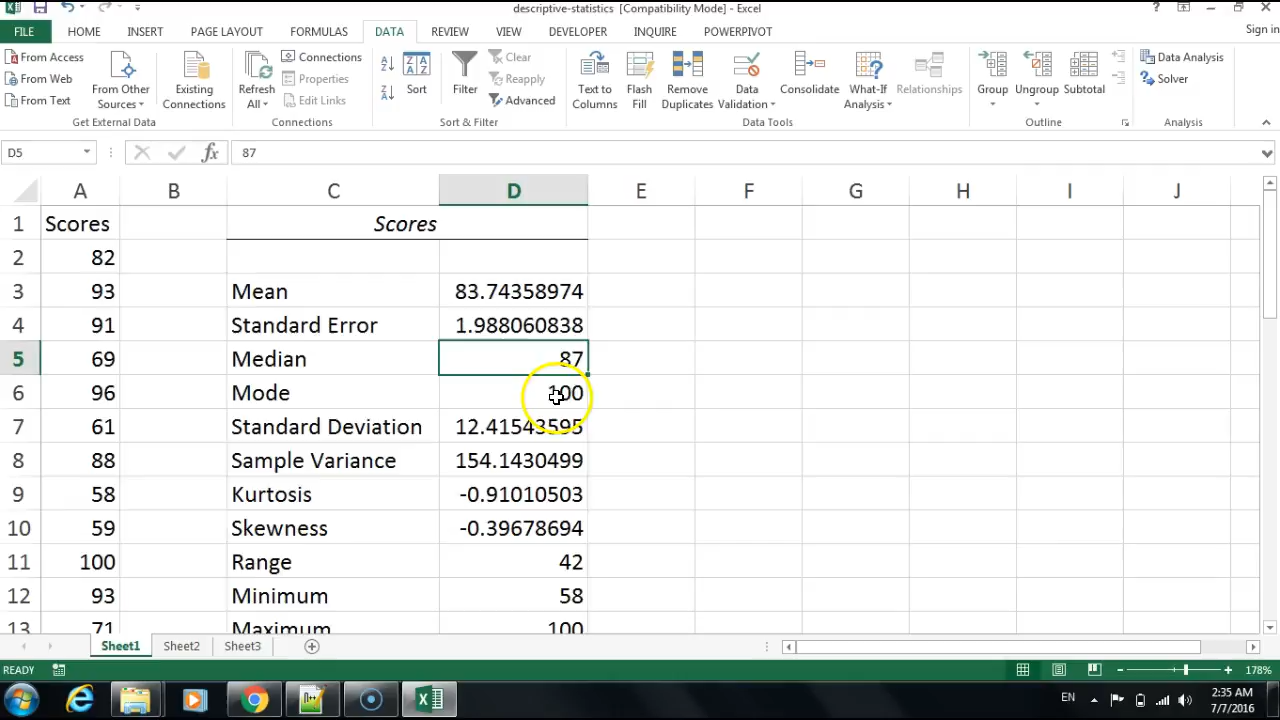 descriptive-statistics [Compatibility Mode] - Excel
FILE HOME INSERT PAGE LAYOUT FORMULAS DATA REVIEW VIEW DEVELOPER INQUIRE POWERPIVOT Sign in
From Access
From Web
From Text
From Other Sources
Existing Connections
Get External Data
Refresh All
Connections
Properties
Edit Links
Connections
Sort
Filter
Clear
Reapply
Advanced
Sort & Filter
Text to Columns
Flash Fill
Remove Duplicates
Data Validation
Consolidate
What-If Analysis
Relationships
Data Tools
Group
Ungroup
Subtotal
Outline
Data Analysis
Solver
Analysis
D5 fx 87
A B C D E F G H I J
1 Scores Scores
2 82
3 93 Mean 83.74358974
4 91 Standard Error 1.988060838
5 69 Median 87
6 96 Mode 100
7 61 Standard Deviation 12.41543595
8 88 Sample Variance 154.1430499
9 58 Kurtosis -0.91010503
10 59 Skewness -0.39678694
11 100 Range 42
12 93 Minimum 58
13 71 Maximum 100
Sheet1 Sheet2 Sheet3
READY 178%
EN 2:35 AM
7/7/2016